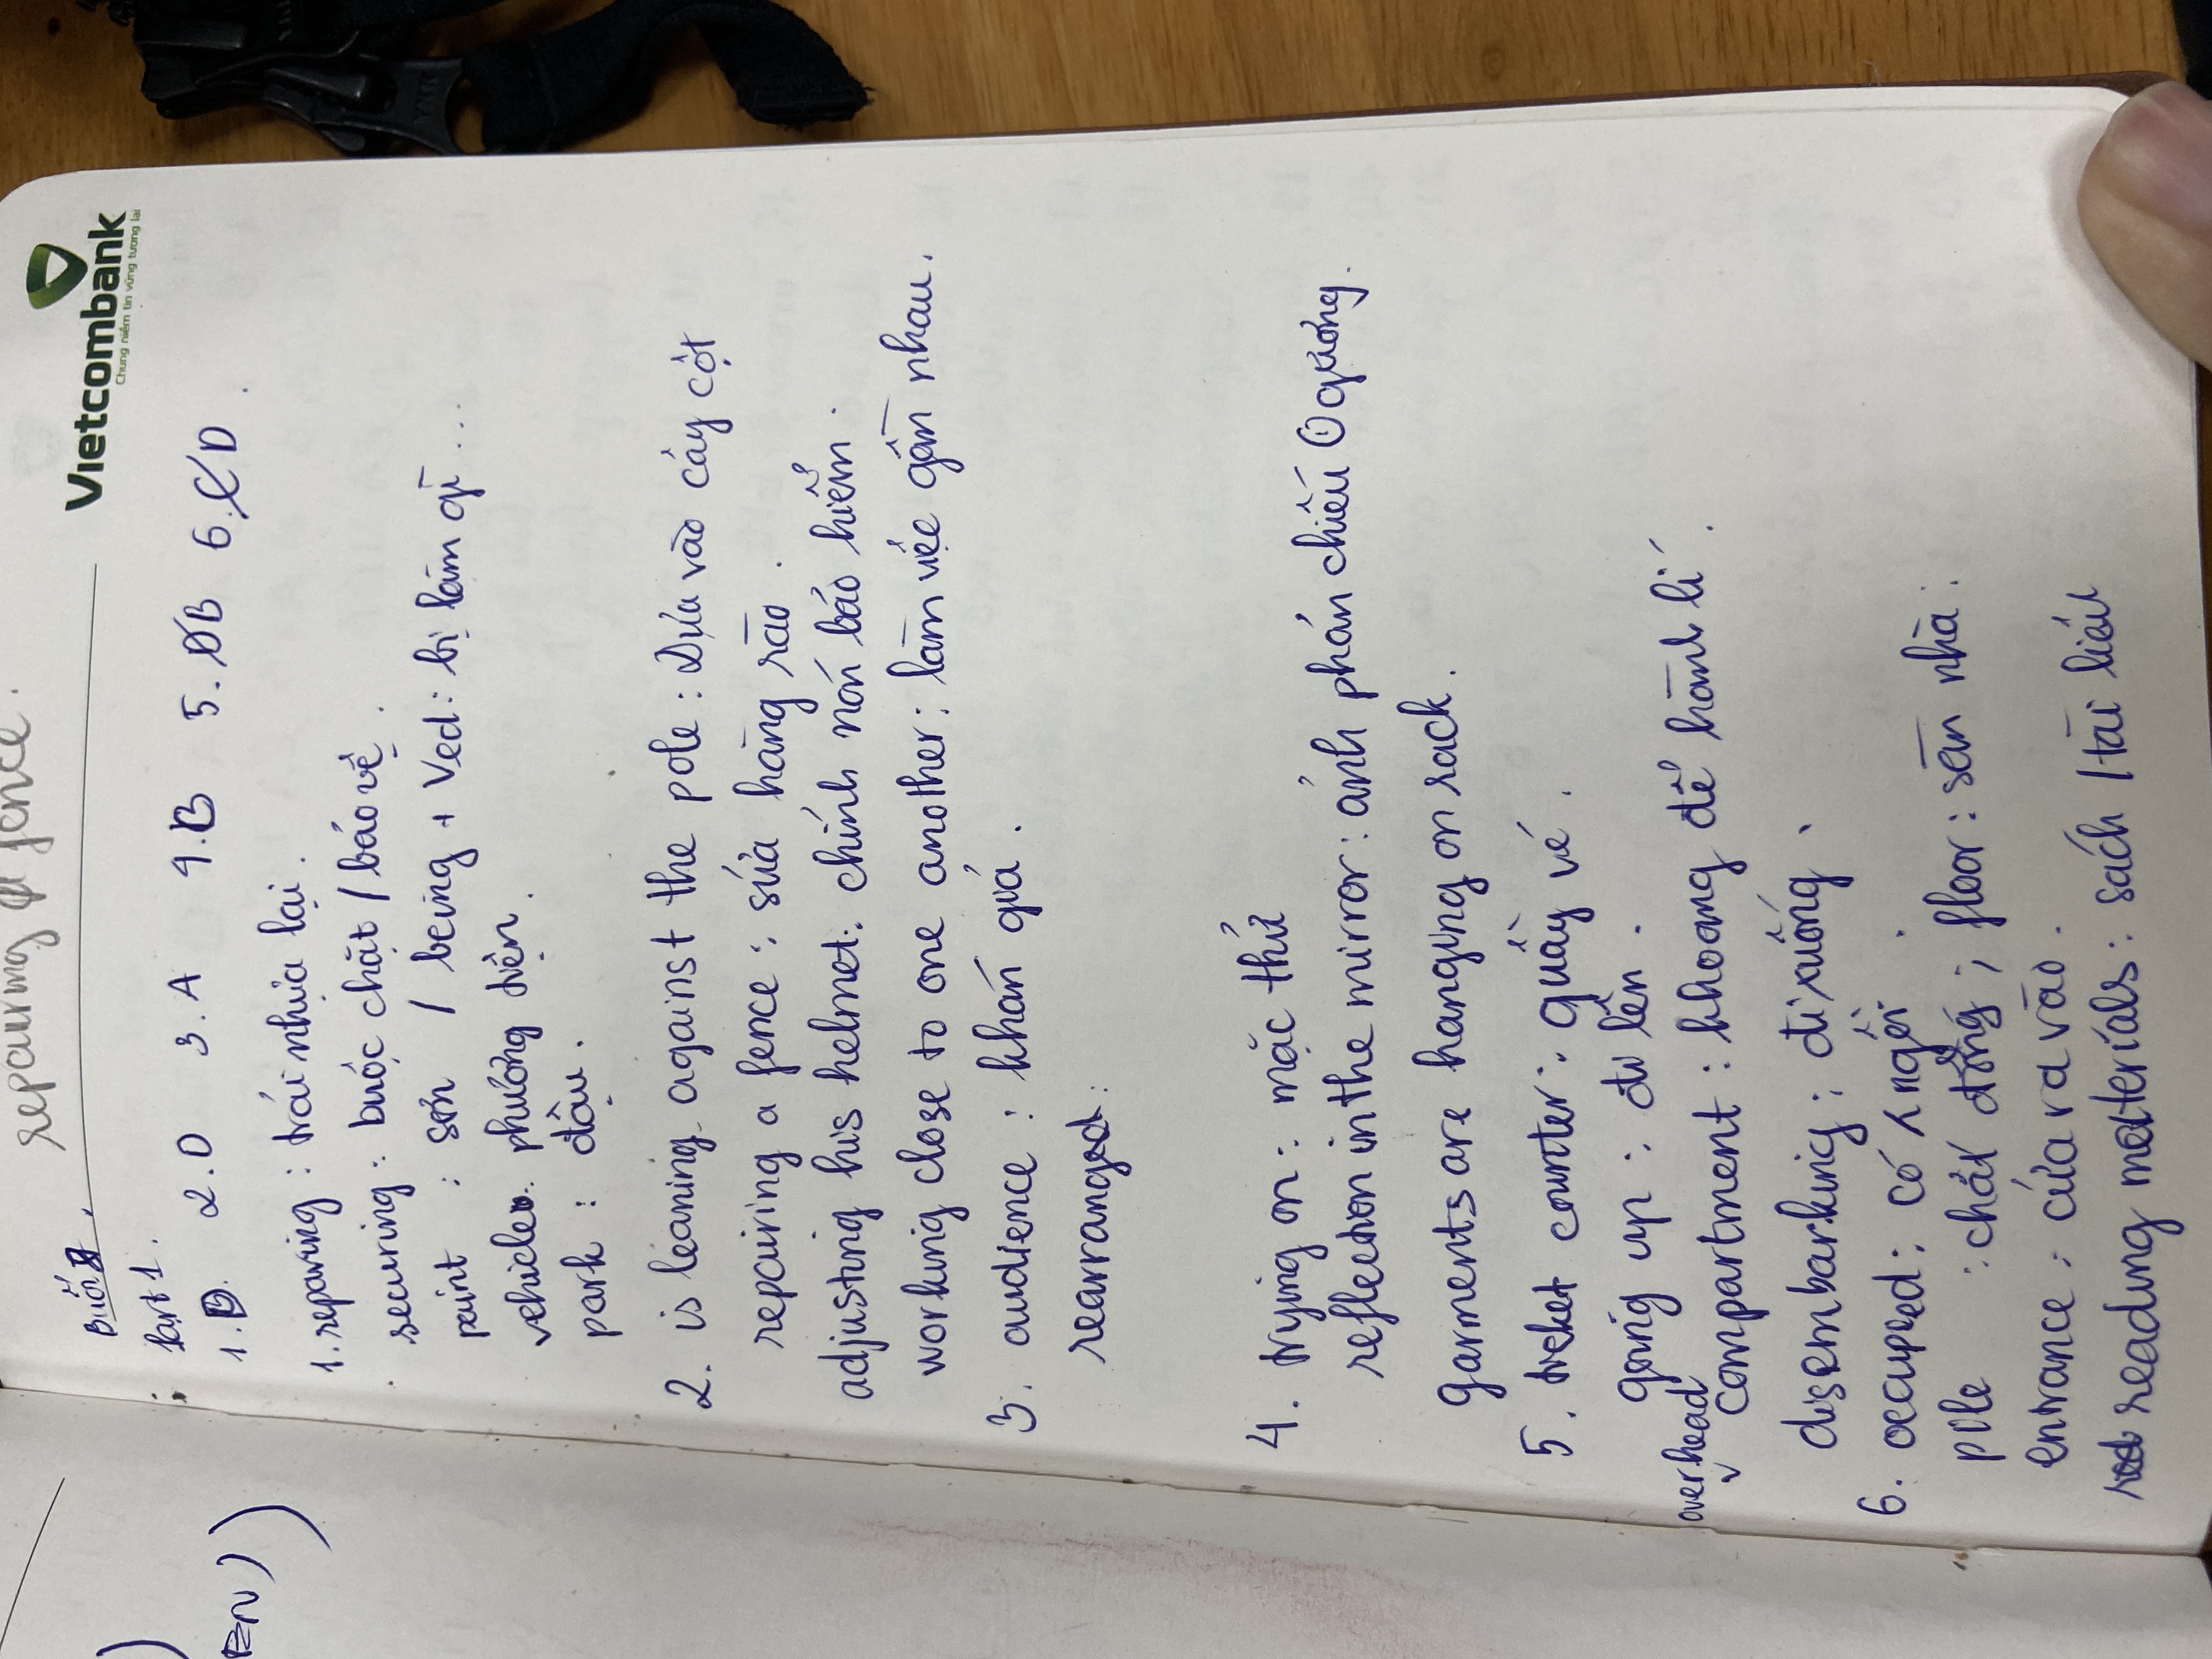 repairing a fence.
Vietcombank
Chung niềm tin vững tương lai
EN))
Buổi 7.
Part 1.
1. D. 2. D 3. A 4. B 5. B 6. D.
1. repaving : trải nhựa lại.
securing : buộc chặt / bảo vệ.
paint : sơn / being + Ved : bị làm gì ...
vehicle : phương tiện.
park : đậu.
2. is leaning against the pole : Dựa vào cây cột
repairing a fence : sửa hàng rào.
adjusting his helmet : chỉnh nón bảo hiểm.
working close to one another : làm việc gần nhau.
3. audience : khán giả.
rearranged :
4. trying on : mặc thử
reflection in the mirror : ảnh phản chiếu gương.
garments are hanging on rack.
5. ticket counter : quầy vé.
going up : đi lên.
overhead
compartment : khoang để hành lí.
disembarking : đi xuống.
6. occupied : có ngồi.
pile : chất đống ; floor : sàn nhà :
entrance : cửa ra vào.
reading materials : sách / tài liệu